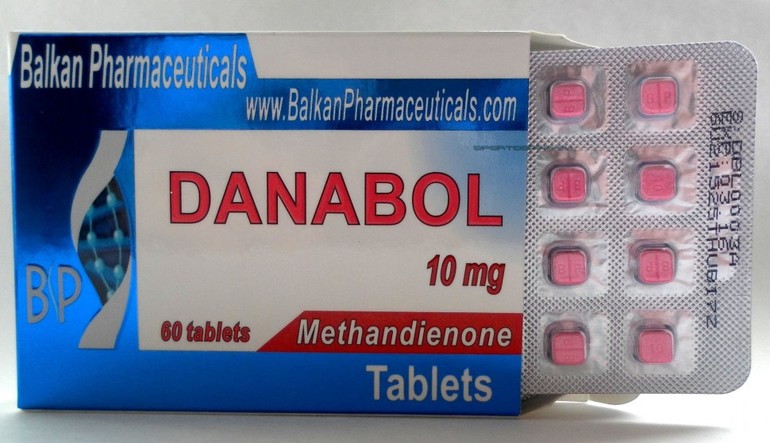 Balkan Pharmaceuticals
www.BalkanPharmaceuticals.com
DANABOL
10 mg
BP
60 tablets
Methandienone
Tablets